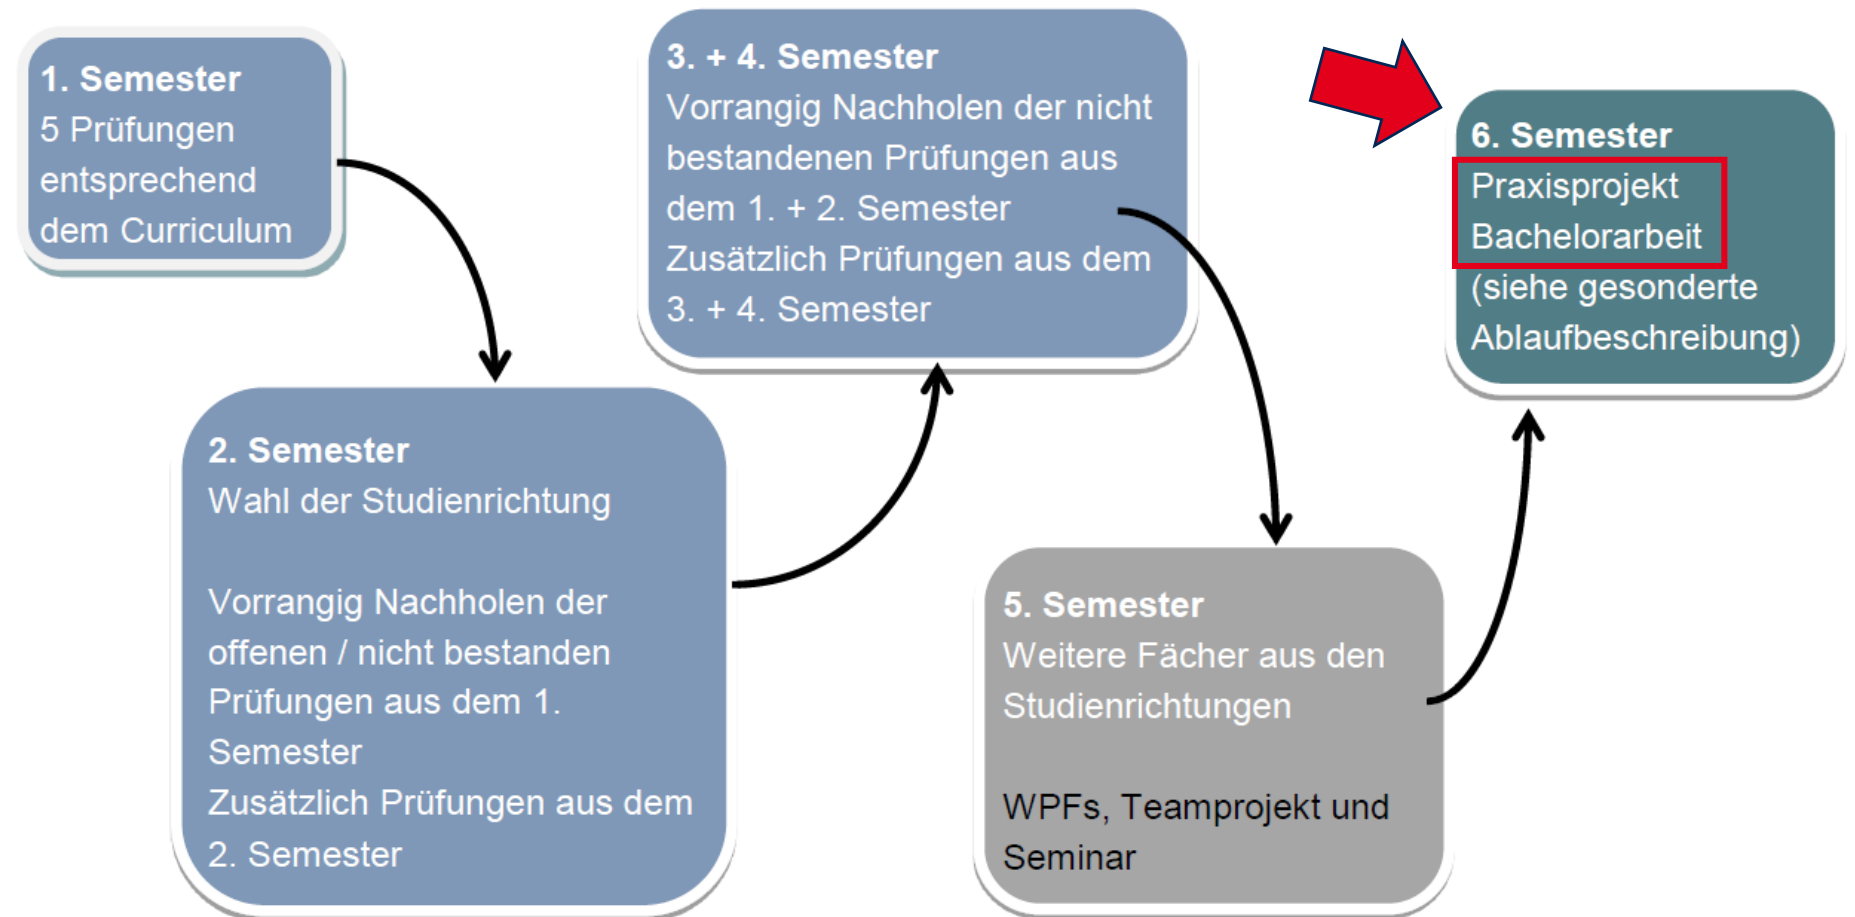 1. Semester
5 Prüfungen
entsprechend
dem Curriculum
2. Semester
Wahl der Studienrichtung
Vorrangig Nachholen der
offenen / nicht bestanden
Prüfungen aus dem 1.
Semester
Zusätzlich Prüfungen aus dem
2. Semester
3. + 4. Semester
Vorrangig Nachholen der nicht
bestandenen Prüfungen aus
dem 1. + 2. Semester
Zusätzlich Prüfungen aus dem
3. + 4. Semester
5. Semester
Weitere Fächer aus den
Studienrichtungen
WPFs, Teamprojekt und
Seminar
6. Semester
Praxisprojekt
Bachelorarbeit
(siehe gesonderte
Ablaufbeschreibung)